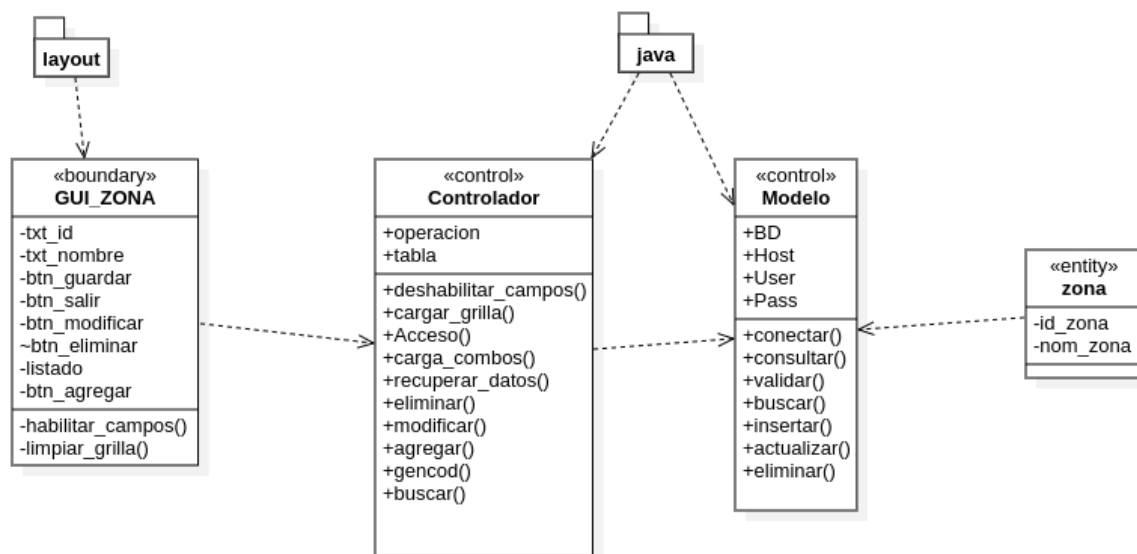 layout
java
«boundary»
GUI_ZONA
-txt_id
-txt_nombre
-btn_guardar
-btn_salir
-btn_modificar
~btn_eliminar
-listado
-btn_agregar
-habilitar_campos()
-limpiar_grilla()
«control»
Controlador
+operacion
+tabla
+deshabilitar_campos()
+cargar_grilla()
+Acceso()
+carga_combos()
+recuperar_datos()
+eliminar()
+modificar()
+agregar()
+gencod()
+buscar()
«control»
Modelo
+BD
+Host
+User
+Pass
+conectar()
+consultar()
+validar()
+buscar()
+insertar()
+actualizar()
+eliminar()
«entity»
zona
-id_zona
-nom_zona